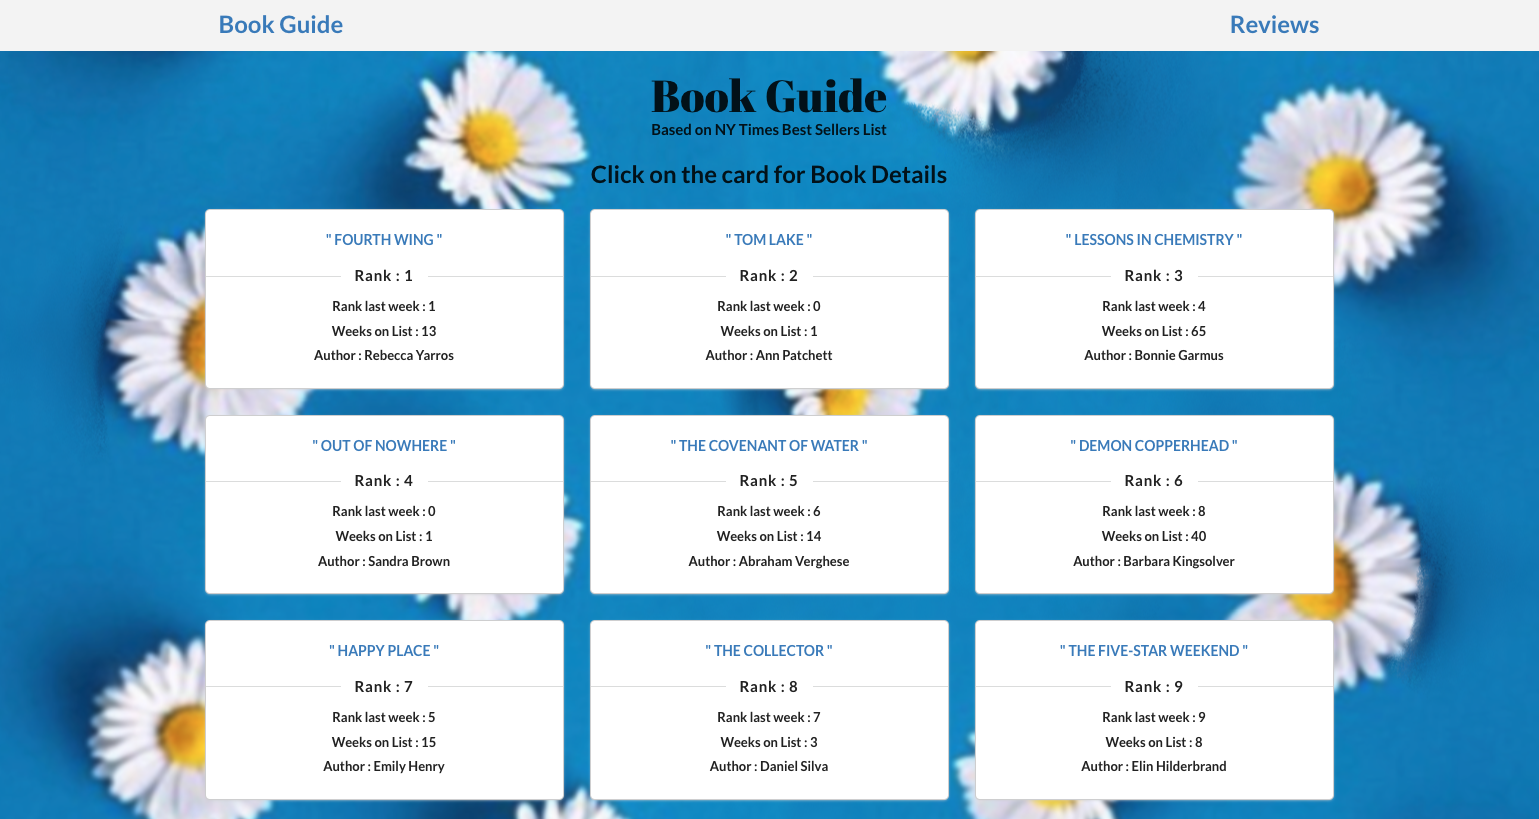 Book Guide
Reviews
Book Guide
Based on NY Times Best Sellers List
Click on the card for Book Details
" FOURTH WING "
Rank : 1
Rank last week : 1
Weeks on List : 13
Author : Rebecca Yarros
" TOM LAKE "
Rank : 2
Rank last week : 0
Weeks on List : 1
Author : Ann Patchett
" LESSONS IN CHEMISTRY "
Rank : 3
Rank last week : 4
Weeks on List : 65
Author : Bonnie Garmus
" OUT OF NOWHERE "
Rank : 4
Rank last week : 0
Weeks on List : 1
Author : Sandra Brown
" THE COVENANT OF WATER "
Rank : 5
Rank last week : 6
Weeks on List : 14
Author : Abraham Verghese
" DEMON COPPERHEAD "
Rank : 6
Rank last week : 8
Weeks on List : 40
Author : Barbara Kingsolver
" HAPPY PLACE "
Rank : 7
Rank last week : 5
Weeks on List : 15
Author : Emily Henry
" THE COLLECTOR "
Rank : 8
Rank last week : 7
Weeks on List : 3
Author : Daniel Silva
" THE FIVE-STAR WEEKEND "
Rank : 9
Rank last week : 9
Weeks on List : 8
Author : Elin Hilderbrand